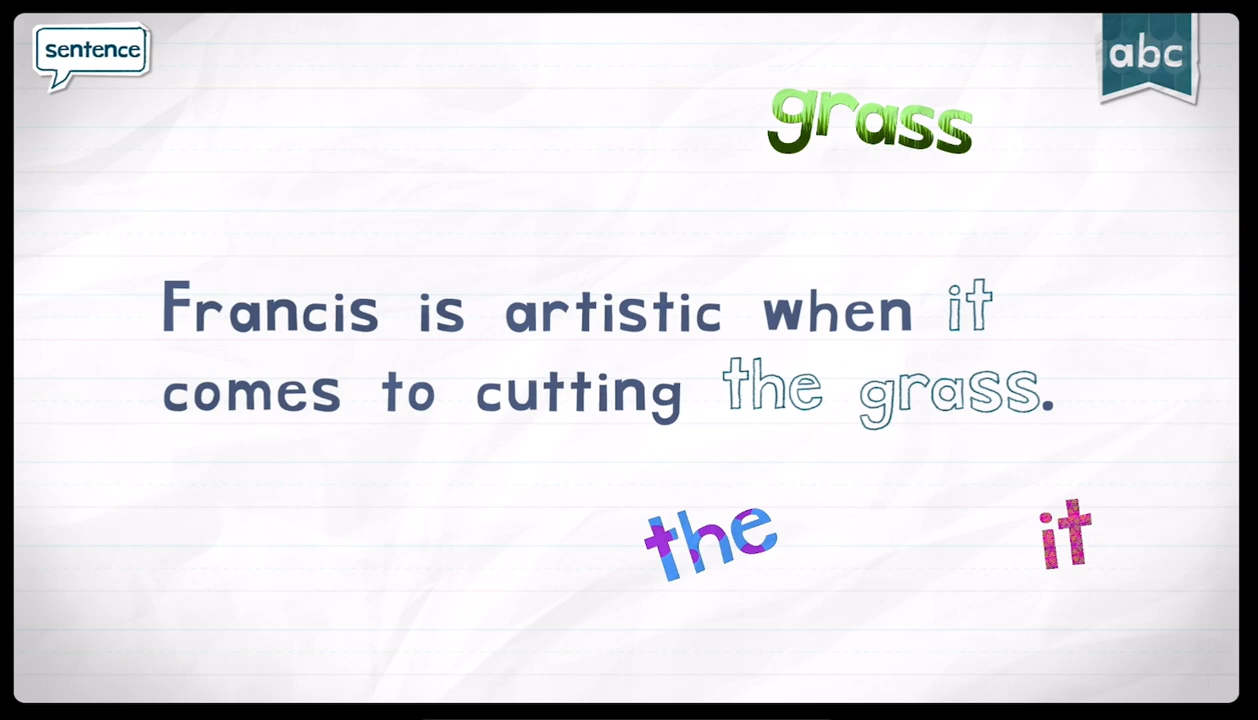 sentence
abc
grass
Francis is artistic when it
comes to cutting the grass.
the
it